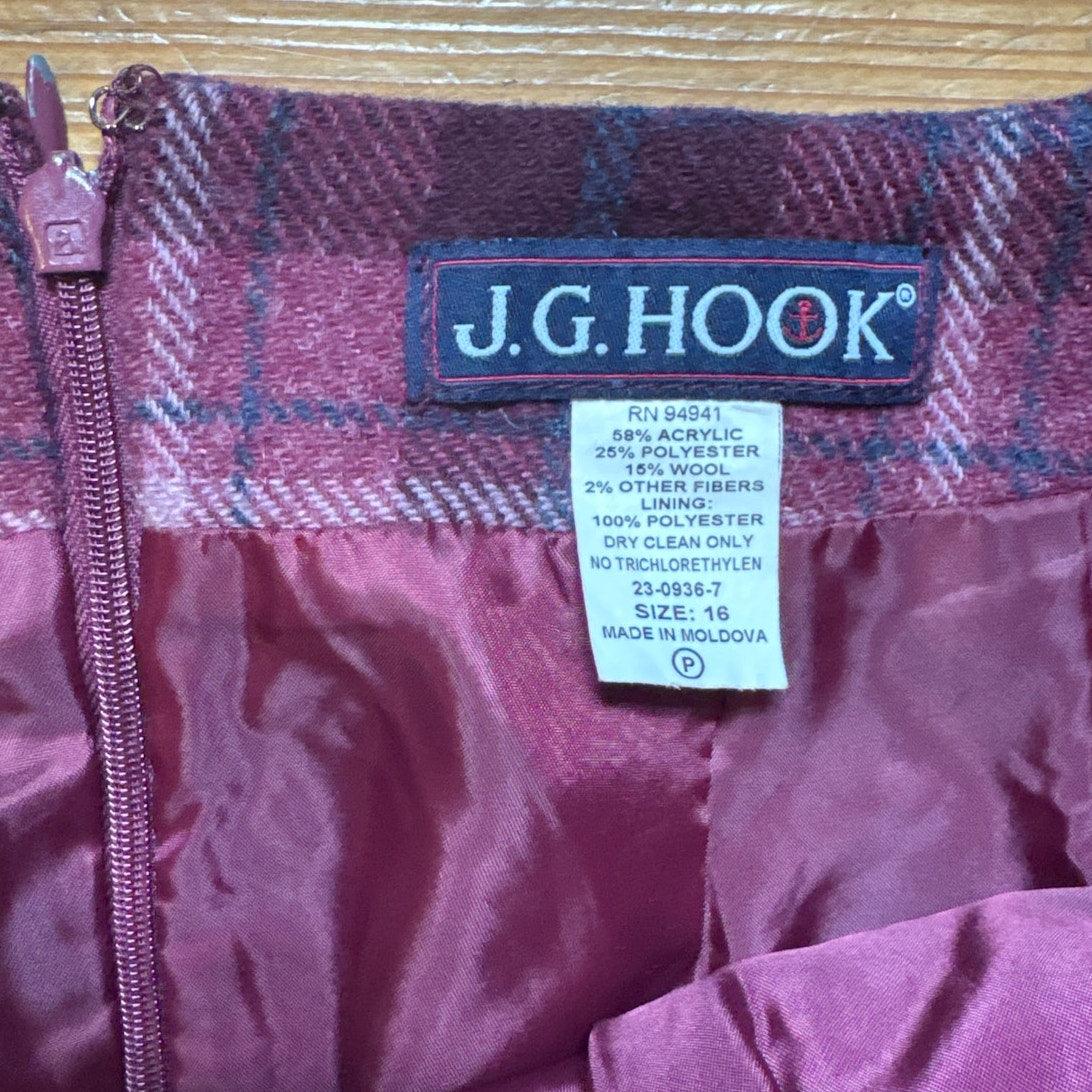 J.G.HOOK®
RN 94941
58% ACRYLIC
25% POLYESTER
15% WOOL
2% OTHER FIBERS
LINING:
100% POLYESTER
DRY CLEAN ONLY
NO TRICHLORETHYLEN
23-0936-7
SIZE: 16
MADE IN MOLDOVA
P